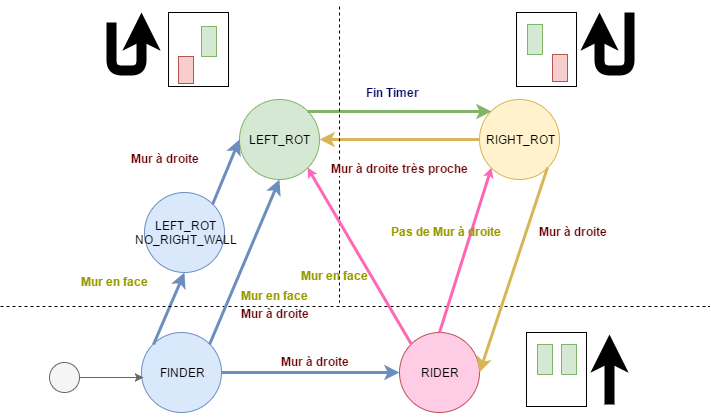 Fin Timer
LEFT_ROT
RIGHT_ROT
Mur à droite
Mur à droite très proche
LEFT_ROT
NO_RIGHT_WALL
Pas de Mur à droite
Mur à droite
Mur en face
Mur en face
Mur en face
Mur à droite
Mur à droite
FINDER
RIDER